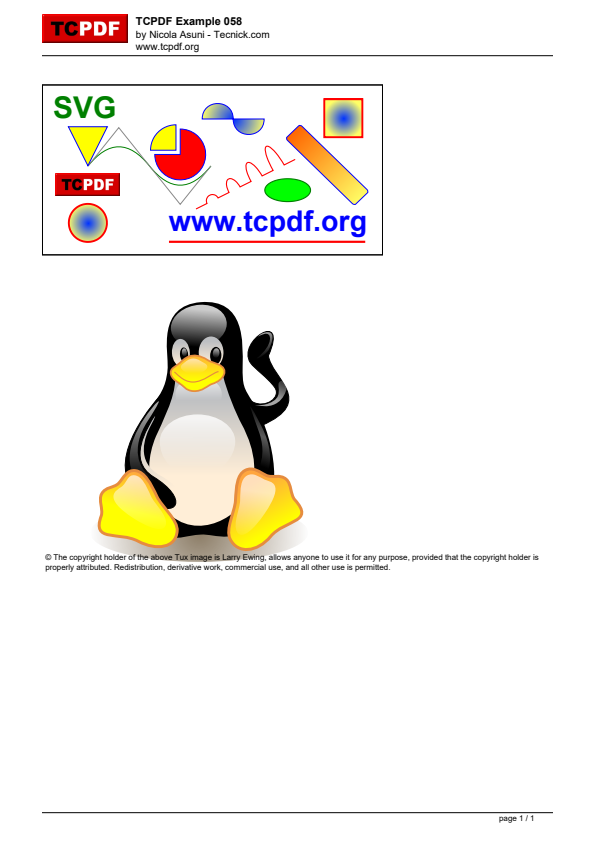 TCPDF
TCPDF Example 058
by Nicola Asuni - Tecnick.com
www.tcpdf.org
SVG
TCPDF
www.tcpdf.org
© The copyright holder of the above Tux image is Larry Ewing, allows anyone to use it for any purpose, provided that the copyright holder is
properly attributed. Redistribution, derivative work, commercial use, and all other use is permitted.
page 1 / 1